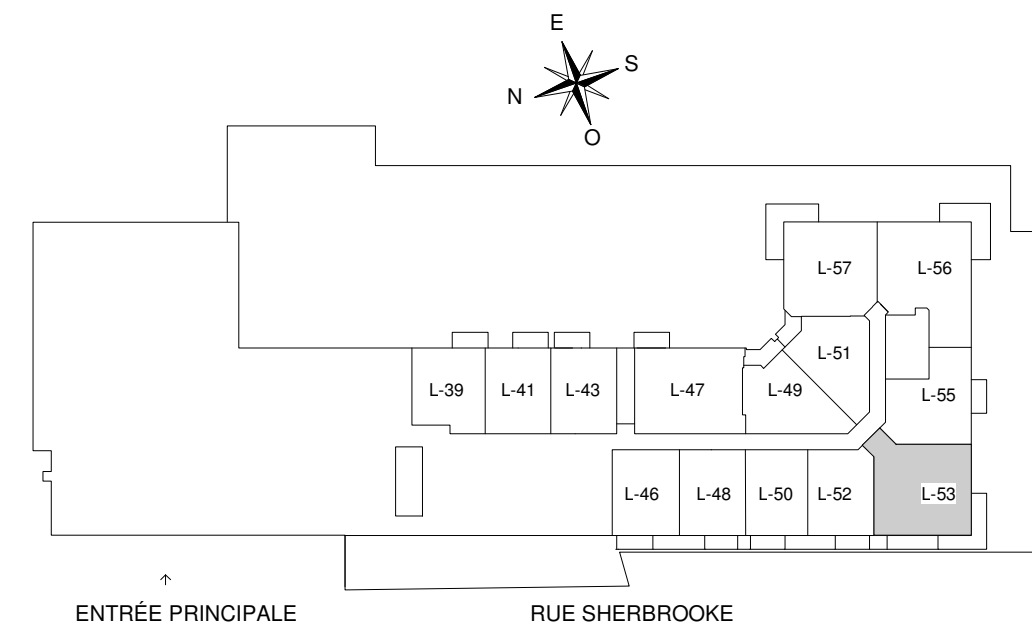 E
S
N
O
L-57
L-56
L-51
L-39
L-41
L-43
L-47
L-49
L-55
L-46
L-48
L-50
L-52
L-53
ENTRÉE PRINCIPALE
RUE SHERBROOKE